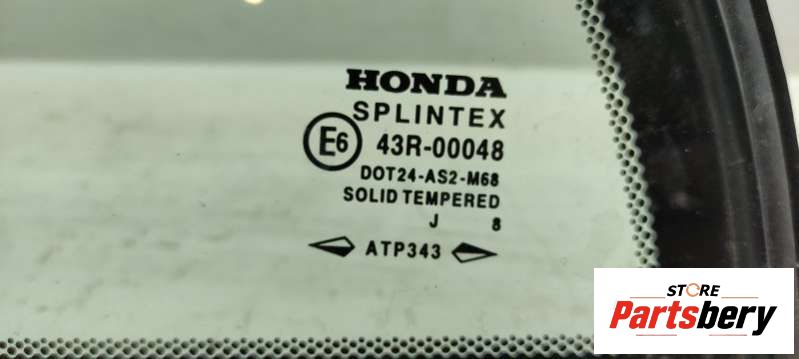 HONDA
SPLINTEX
E6 43R-00048
DOT24-AS2-M68
SOLID TEMPERED
J 8
ATP343
STORE
Partsbery